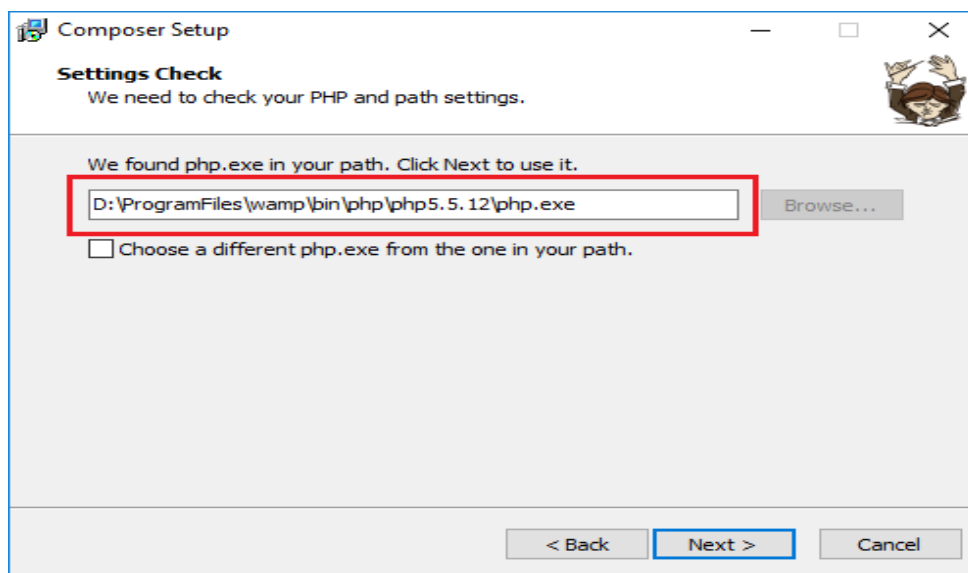 Composer Setup
Settings Check
We need to check your PHP and path settings.
We found php.exe in your path. Click Next to use it.
D:\ProgramFiles\wamp\bin\php\php5.5.12\php.exe
Browse...
Choose a different php.exe from the one in your path.
< Back
Next >
Cancel